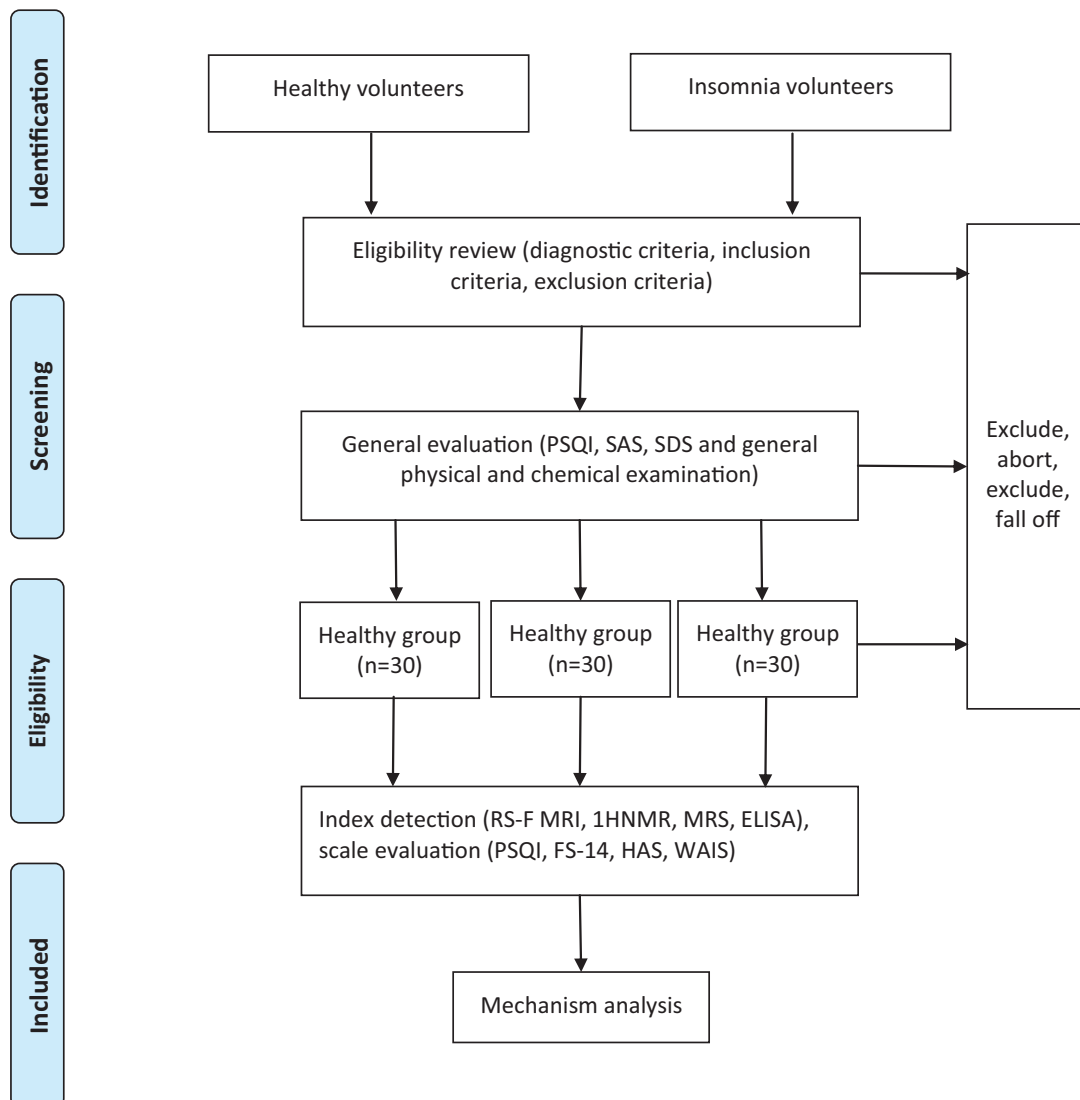 Identification
Healthy volunteers
Insomnia volunteers
Eligibility review (diagnostic criteria, inclusion
criteria, exclusion criteria)
Screening
General evaluation (PSQI, SAS, SDS and general
physical and chemical examination)
Exclude,
abort,
exclude,
fall off
Eligibility
Healthy group
(n=30)
Healthy group
(n=30)
Healthy group
(n=30)
Index detection (RS-F MRI, 1HNMR, MRS, ELISA),
scale evaluation (PSQI, FS-14, HAS, WAIS)
Included
Mechanism analysis